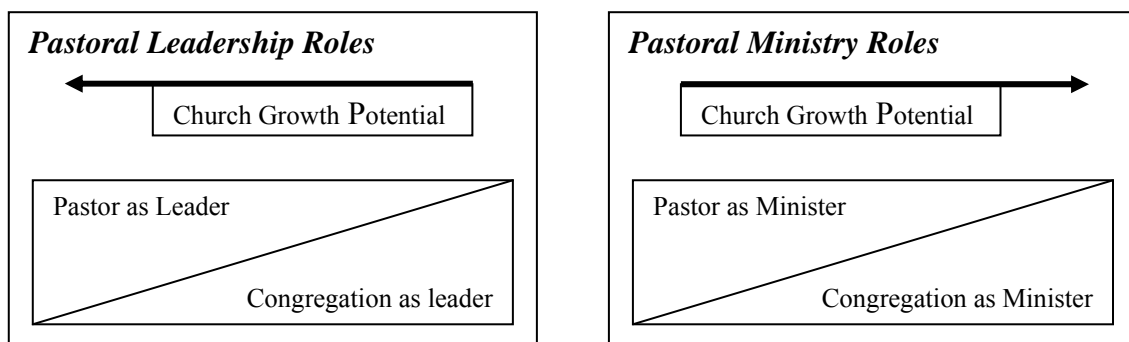 Pastoral Leadership Roles
Church Growth Potential
Pastor as Leader
Congregation as leader
Pastoral Ministry Roles
Church Growth Potential
Pastor as Minister
Congregation as Minister